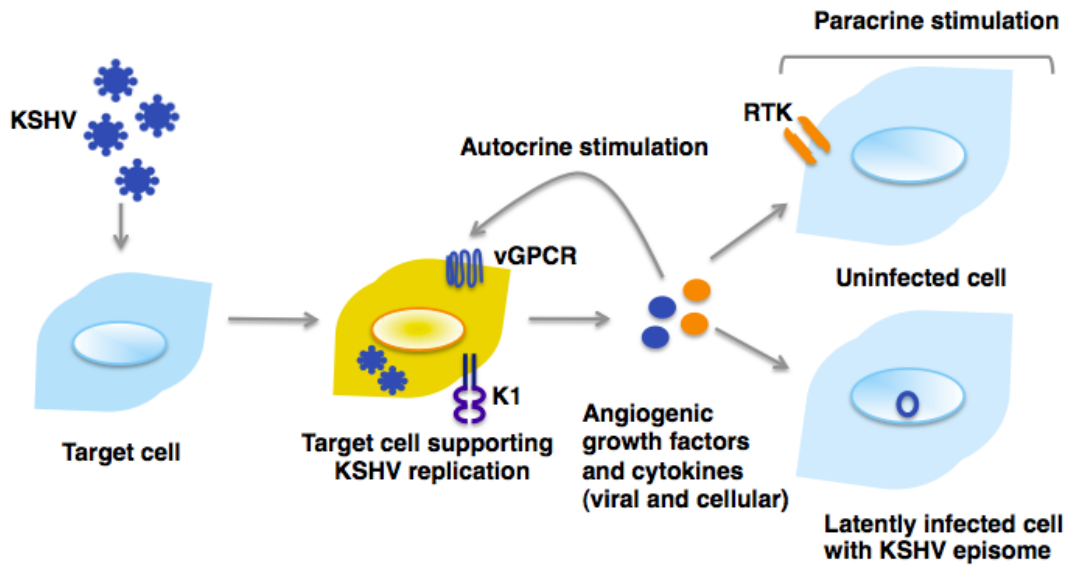 Paracrine stimulation
KSHV
RTK
Autocrine stimulation
vGPCR
Uninfected cell
K1
Target cell
Target cell supporting
KSHV replication
Angiogenic
growth factors
and cytokines
(viral and cellular)
Latently infected cell
with KSHV episome